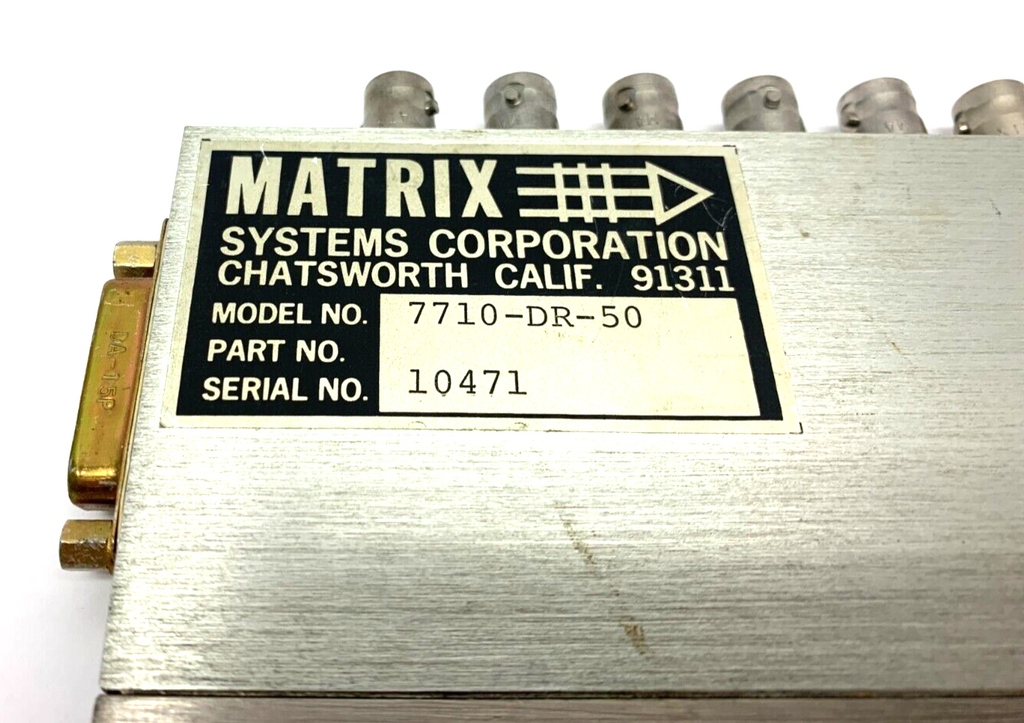 MATRIX
SYSTEMS CORPORATION
CHATSWORTH CALIF. 91311
MODEL NO. 7710-DR-50
PART NO.
SERIAL NO. 10471
DA-15P